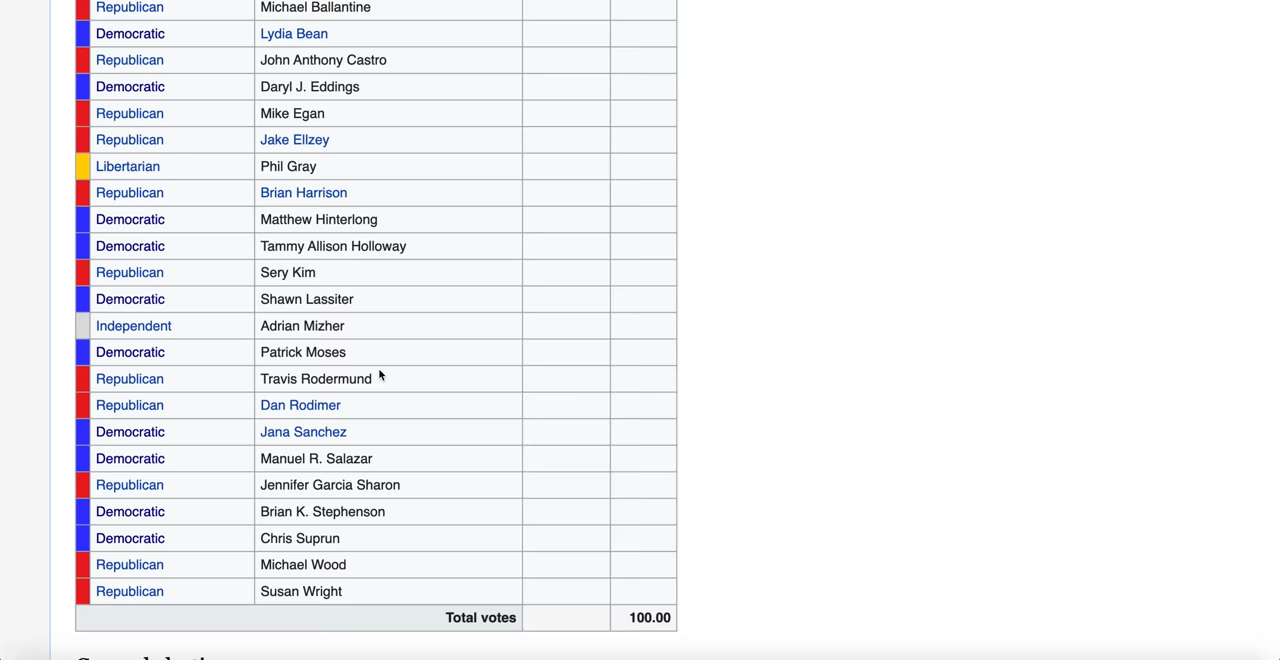 Republican Michael Ballantine
Democratic Lydia Bean
Republican John Anthony Castro
Democratic Daryl J. Eddings
Republican Mike Egan
Republican Jake Ellzey
Libertarian Phil Gray
Republican Brian Harrison
Democratic Matthew Hinterlong
Democratic Tammy Allison Holloway
Republican Sery Kim
Democratic Shawn Lassiter
Independent Adrian Mizher
Democratic Patrick Moses
Republican Travis Rodermund
Republican Dan Rodimer
Democratic Jana Sanchez
Democratic Manuel R. Salazar
Republican Jennifer Garcia Sharon
Democratic Brian K. Stephenson
Democratic Chris Suprun
Republican Michael Wood
Republican Susan Wright
Total votes 100.00